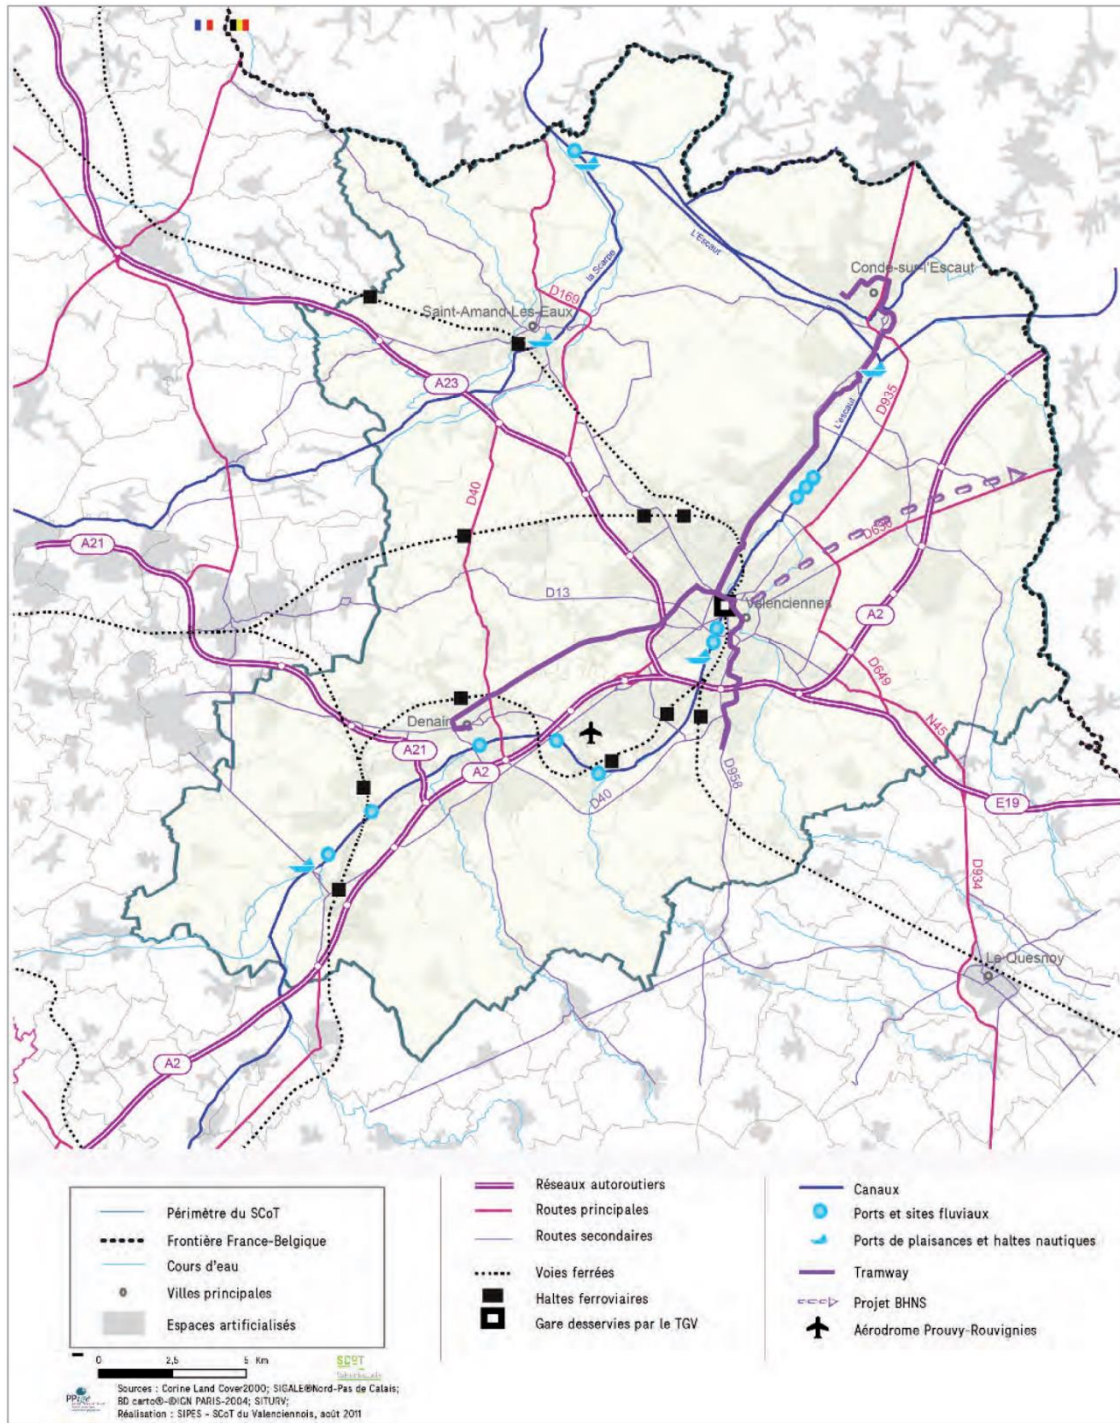 L'Escaut
Conde-sur-l'Escaut
la Scarpe
D169
Saint-Amand-Les-Eaux
A23
D935
L'escaut
D40
A21
D13
Valenciennes
A2
D649
Denain
N45
A21
A2
D40
D958
E19
D934
Le Quesnoy
A2
Périmètre du SCoT
Frontière France-Belgique
Cours d'eau
Villes principales
Espaces artificialisés
Réseaux autoroutiers
Routes principales
Routes secondaires
Voies ferrées
Haltes ferroviaires
Gare desservies par le TGV
Canaux
Ports et sites fluviaux
Ports de plaisances et haltes nautiques
Tramway
Projet BHNS
Aérodrome Prouvy-Rouvignies
0 2,5 5 Km
SCOT
Sources : Corine Land Cover2000; SIGALE®Nord-Pas de Calais;
BD carto®-©IGN PARIS-2004; SITURV;
Réalisation : SIPES - SCoT du Valenciennois, août 2011